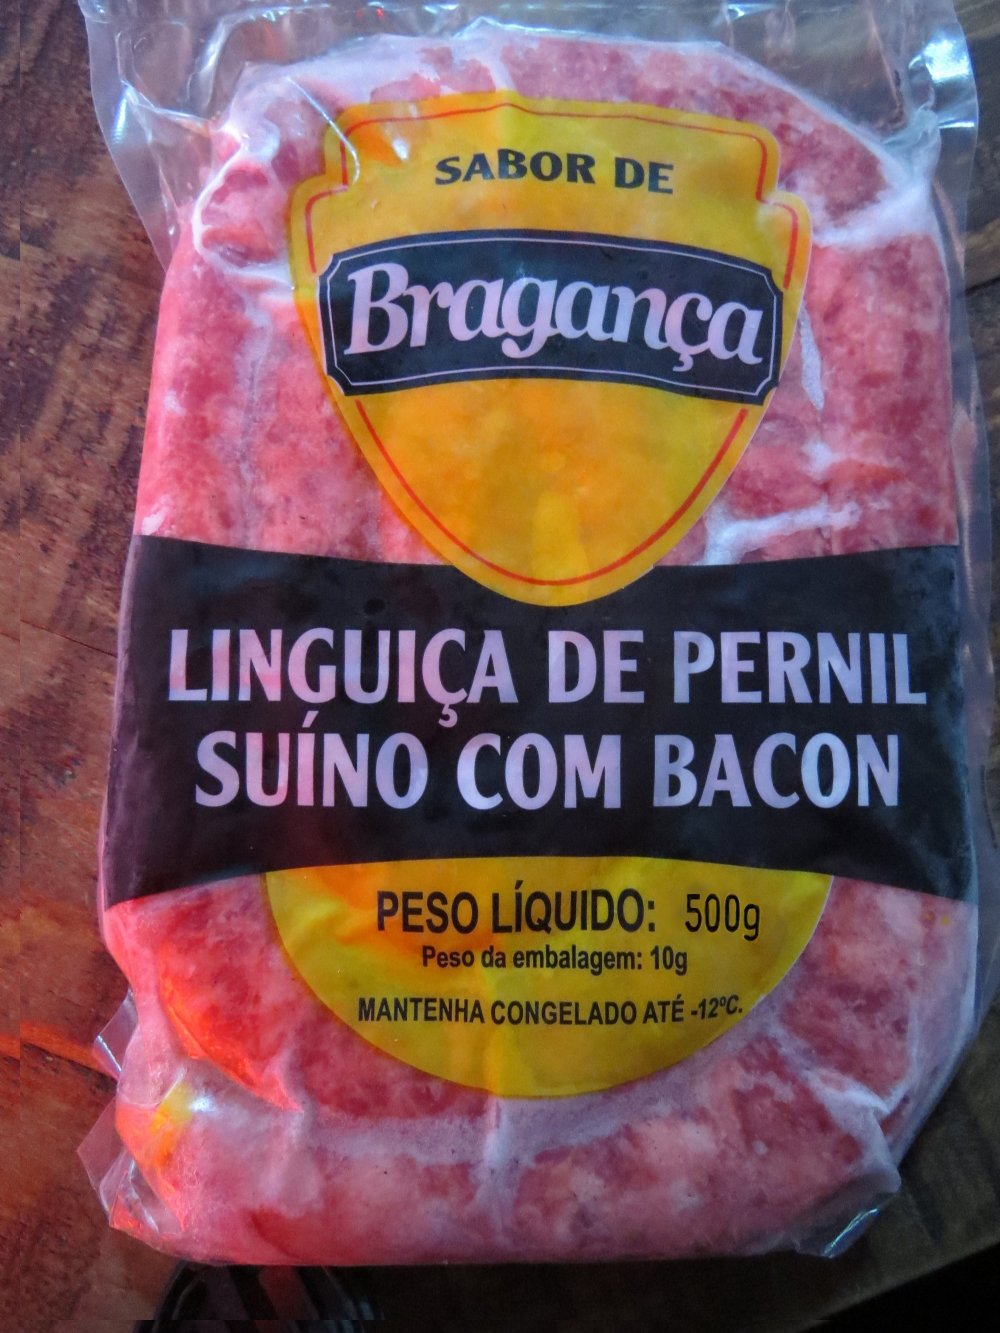 SABOR DE
Bragança
LINGUIÇA DE PERNIL
SUÍNO COM BACON
PESO LÍQUIDO: 500g
Peso da embalagem: 10g
MANTENHA CONGELADO ATÉ -12ºC.